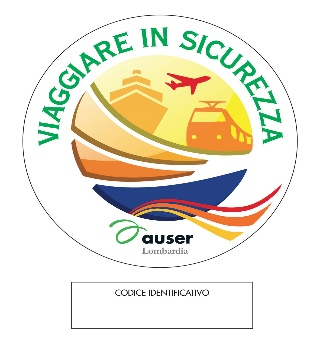 VIAGGIARE IN SICUREZZA
auser
Lombardia
CODICE IDENTIFICATIVO